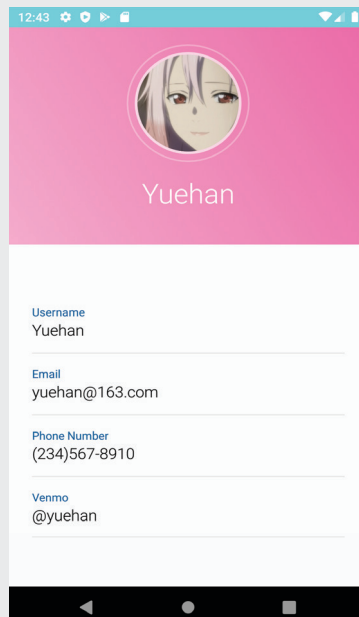 12:43
Yuehan
Username
Yuehan
Email
yuehan@163.com
Phone Number
(234)567-8910
Venmo
@yuehan